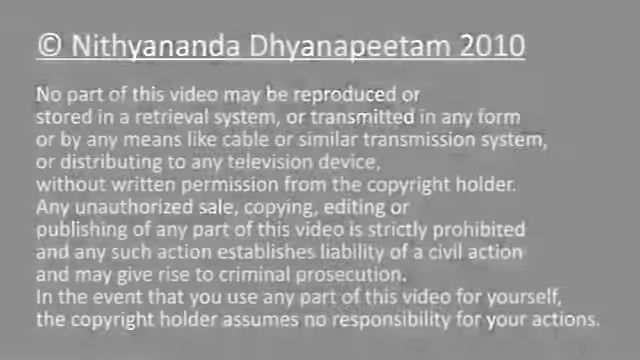 © Nithyananda Dhyanapeetam 2010
No part of this video may be reproduced or
stored in a retrieval system, or transmitted in any form
or by any means like cable or similar transmission system,
or distributing to any television device,
without written permission from the copyright holder.
Any unauthorized sale, copying, editing or
publishing of any part of this video is strictly prohibited
and any such action establishes liability of a civil action
and may give rise to criminal prosecution.
In the event that you use any part of this video for yourself,
the copyright holder assumes no responsibility for your actions.